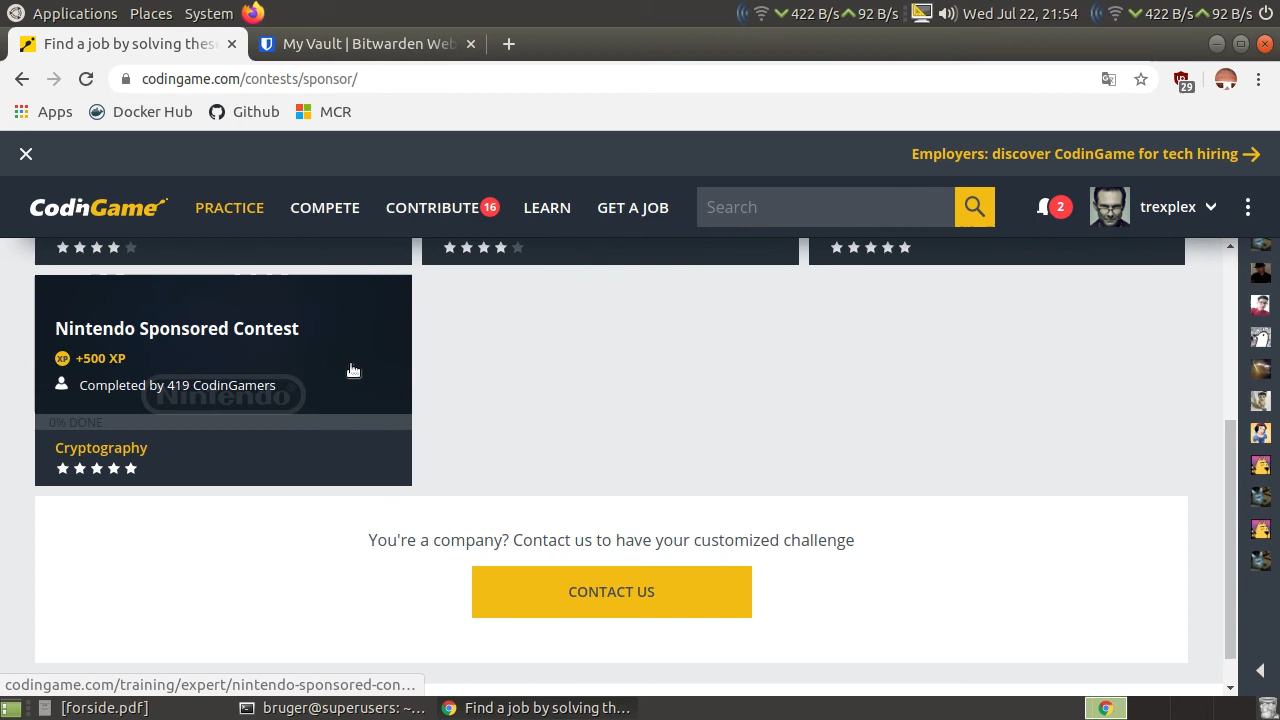 Applications Places System 422 B/s 92 B/s Wed Jul 22, 21:54 422 B/s 92 B/s
Find a job by solving thes My Vault | Bitwarden Web
codingame.com/contests/sponsor/ 29
Apps Docker Hub Github MCR
Employers: discover CodinGame for tech hiring
CodinGame PRACTICE COMPETE CONTRIBUTE 16 LEARN GET A JOB Search 2 trexplex
Nintendo Sponsored Contest
XP +500 XP
Completed by 419 CodinGamers
Nintendo
0% DONE
Cryptography
You're a company? Contact us to have your customized challenge
CONTACT US
codingame.com/training/expert/nintendo-sponsored-con...
[forside.pdf] bruger@superusers: ~... Find a job by solving th...